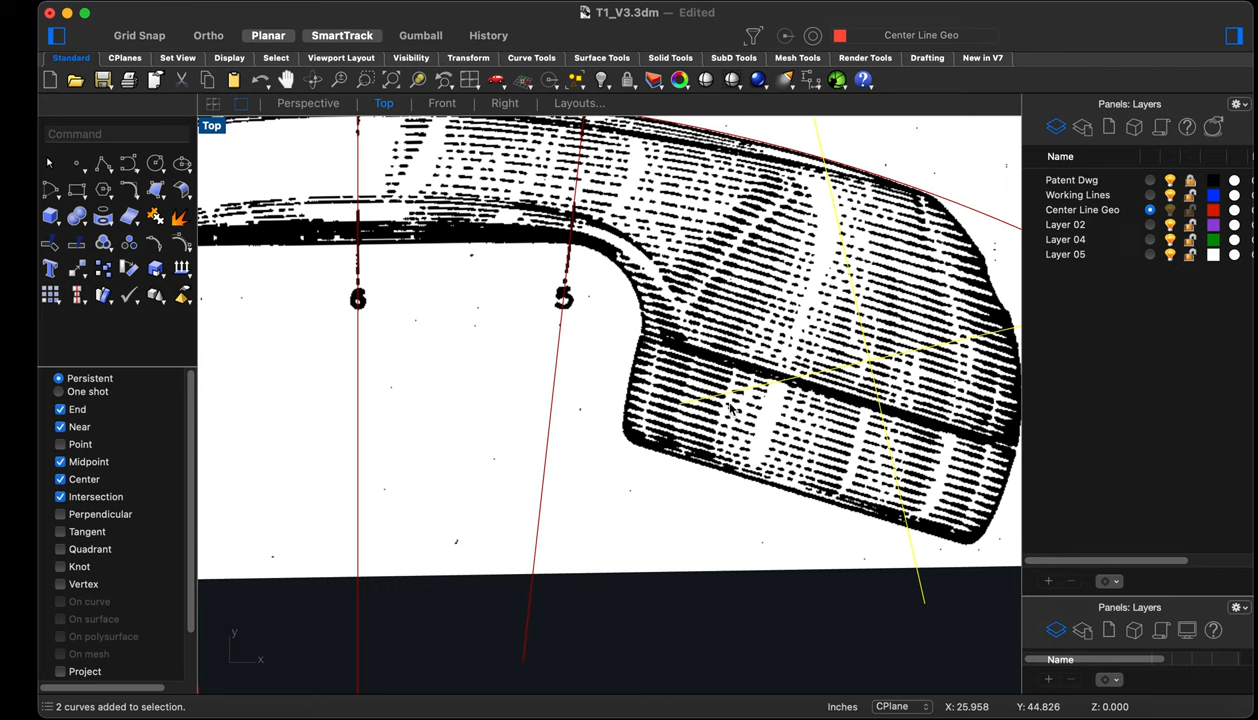 T1_V3.3dm — Edited
Grid Snap Ortho Planar SmartTrack Gumball History Center Line Geo
Standard CPlanes Set View Display Select Viewport Layout Visibility Transform Curve Tools Surface Tools Solid Tools SubD Tools Mesh Tools Render Tools Drafting New in V7
Perspective Top Front Right Layouts...
Top
Command
6
5
Persistent
One shot
End
Near
Point
Midpoint
Center
Intersection
Perpendicular
Tangent
Quadrant
Knot
Vertex
On curve
On surface
On polysurface
On mesh
Project
y
x
Panels: Layers
Name
Patent Dwg
Working Lines
Center Line Geo
Layer 02
Layer 04
Layer 05
Panels: Layers
Name
2 curves added to selection. Inches CPlane X: 25.958 Y: 44.826 Z: 0.000